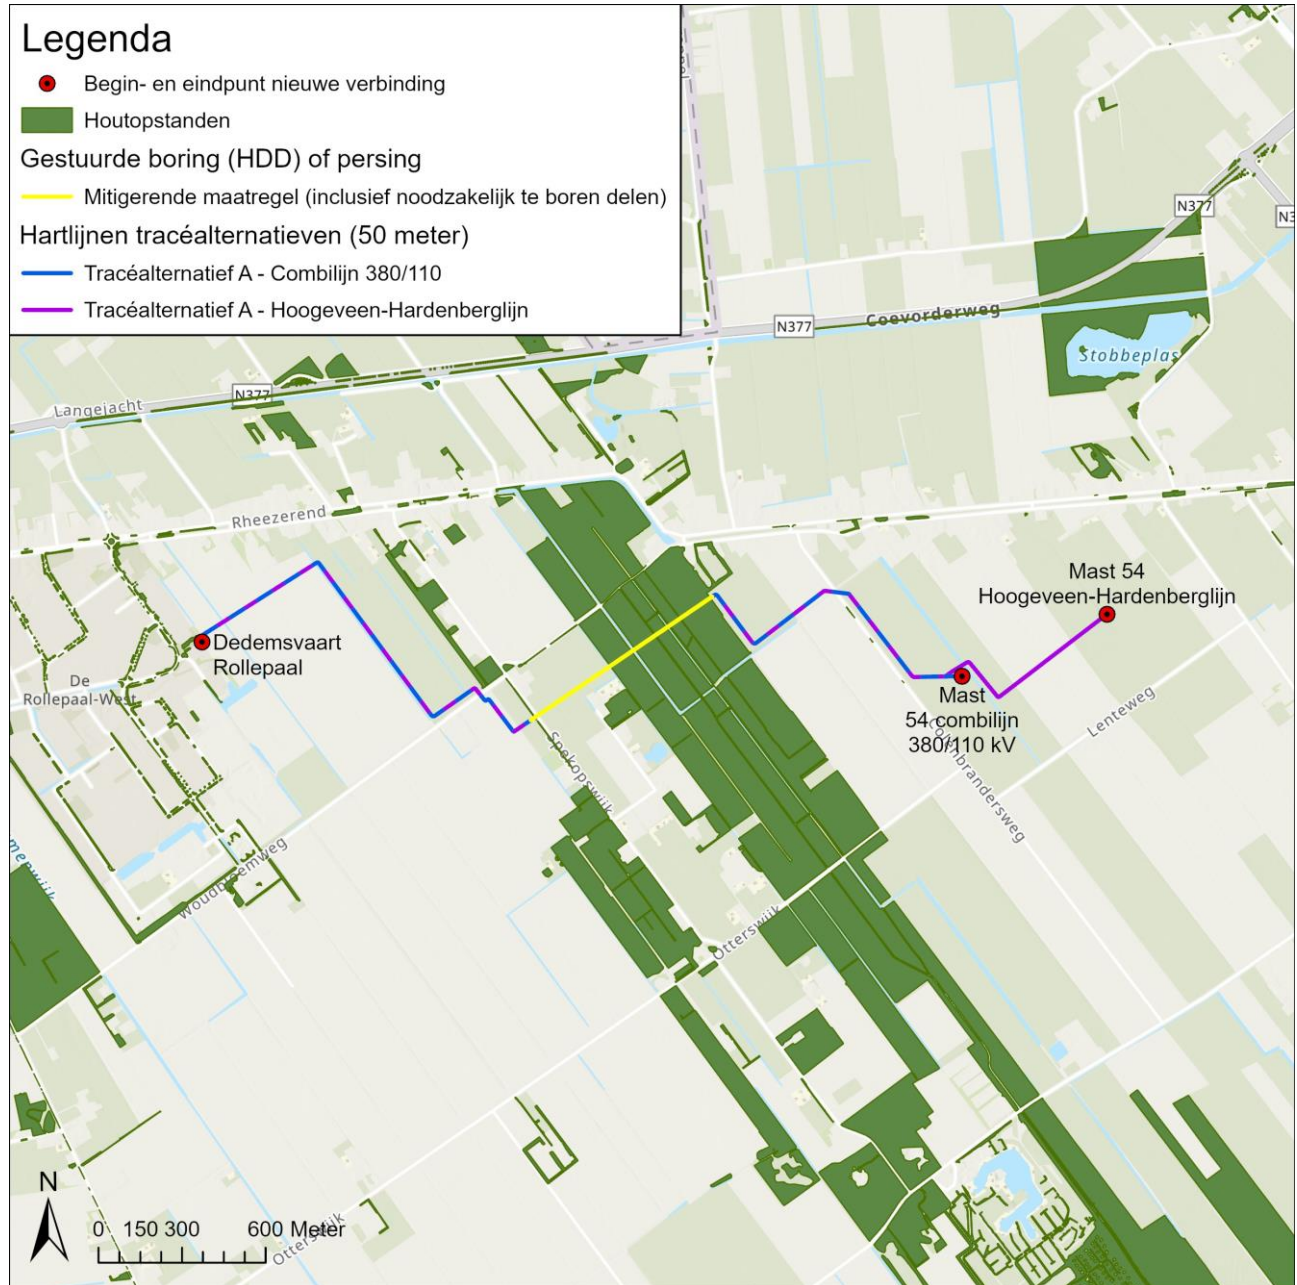 Legenda
Begin- en eindpunt nieuwe verbinding
Houtopstanden
Gestuurde boring (HDD) of persing
Mitigerende maatregel (inclusief noodzakelijk te boren delen)
Hartlijnen tracéalternatieven (50 meter)
Tracéalternatief A - Combilijn 380/110
Tracéalternatief A - Hoogeveen-Hardenberglijn
N377
N3
N377
Coevorderweg
Stobbeplas
N377
Langejacht
Rheezerend
Mast 54
Hoogeveen-Hardenberglijn
Dedemsvaart
Rollepaal
De
Rollepaal-West
Mast
54 combilijn
380/110 kV
Lenteweg
Colenbrandersweg
Spekopswijk
Woudbloemweg
Otterswijk
Otterswijk
N
0 150 300 600 Meter